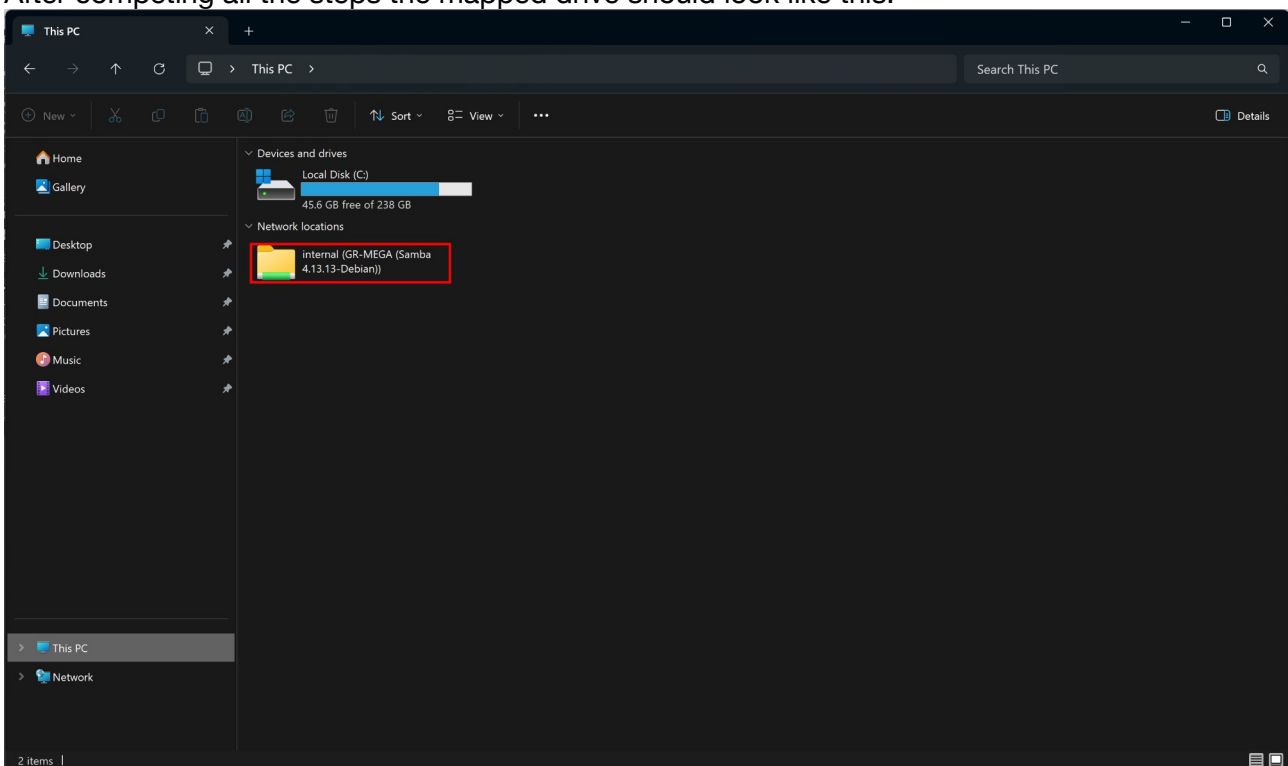 After competing all the steps the mapped drive should look like this.
This PC
This PC
Search This PC
New
Sort
View
Details
Home
Gallery
Desktop
Downloads
Documents
Pictures
Music
Videos
This PC
Network
Devices and drives
Local Disk (C:)
45.6 GB free of 238 GB
Network locations
internal (GR-MEGA (Samba
4.13.13-Debian))
2 items